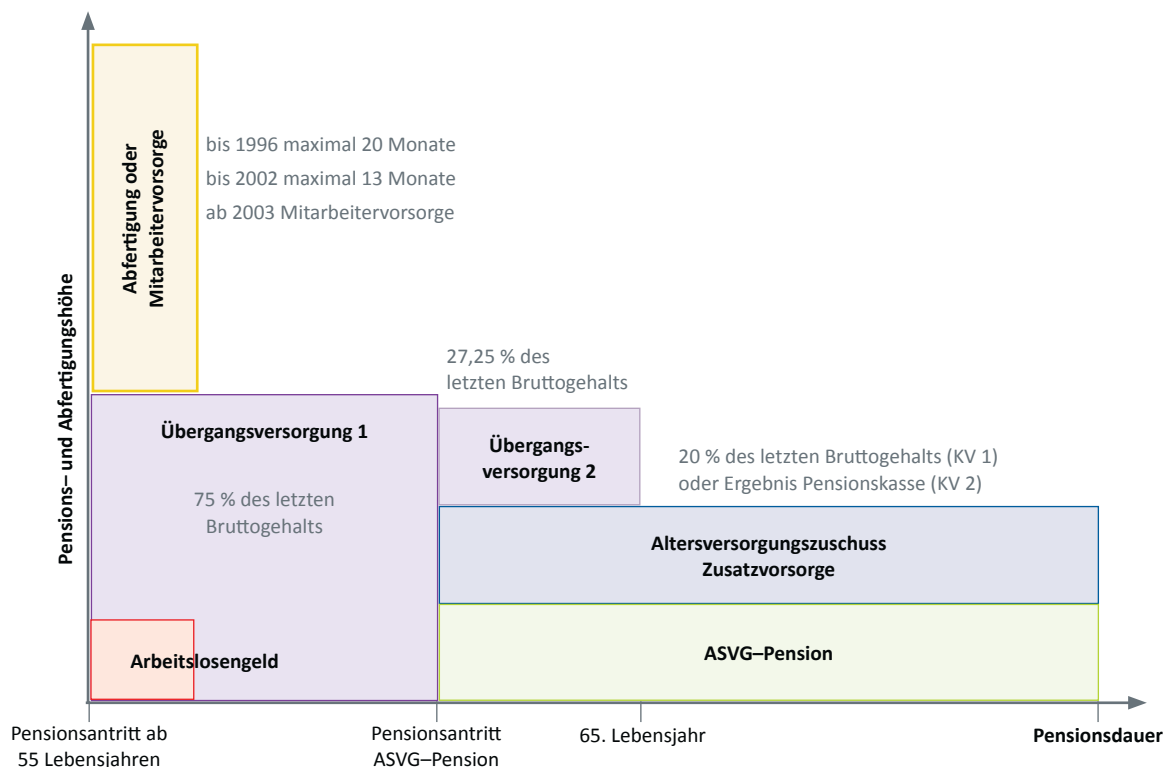 Pensions– und Abfertigungshöhe
Abfertigung oder
Mitarbeitervorsorge
bis 1996 maximal 20 Monate
bis 2002 maximal 13 Monate
ab 2003 Mitarbeitervorsorge
Übergangsversorgung 1
75 % des letzten
Bruttogehalts
Arbeitslosengeld
27,25 % des
letzten Bruttogehalts
Übergangs-
versorgung 2
20 % des letzten Bruttogehalts (KV 1)
oder Ergebnis Pensionskasse (KV 2)
Altersversorgungszuschuss
Zusatzvorsorge
ASVG–Pension
Pensionsantritt ab
55 Lebensjahren
Pensionsantritt
ASVG–Pension
65. Lebensjahr
Pensionsdauer